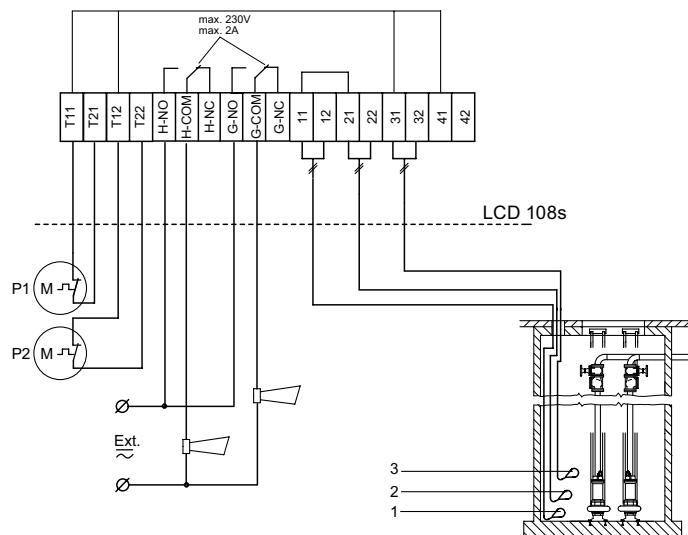 max. 230V
max. 2A
T11
T21
T12
T22
H-NO
H-COM
H-NC
G-NO
G-COM
G-NC
11
12
21
22
31
32
41
42
LCD 108s
P1
M
P2
M
Ext.
3
2
1